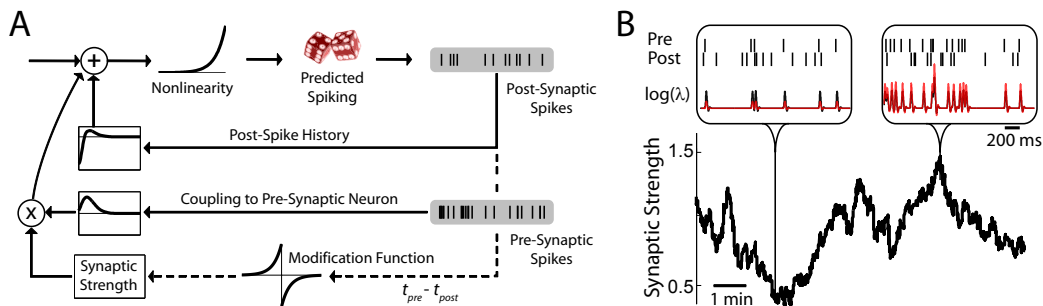 A
+
Nonlinearity
Predicted
Spiking
Post-Synaptic
Spikes
Post-Spike History
x
Coupling to Pre-Synaptic Neuron
Pre-Synaptic
Spikes
Synaptic
Strength
Modification Function
t_pre - t_post
B
Pre
Post
log(λ)
200 ms
Synaptic Strength
1.5
0.5
1 min